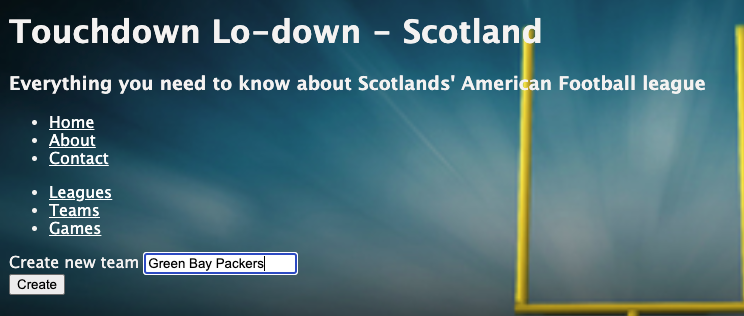 Touchdown Lo-down - Scotland
Everything you need to know about Scotlands' American Football league
Home
About
Contact
Leagues
Teams
Games
Create new team Green Bay Packers
Create